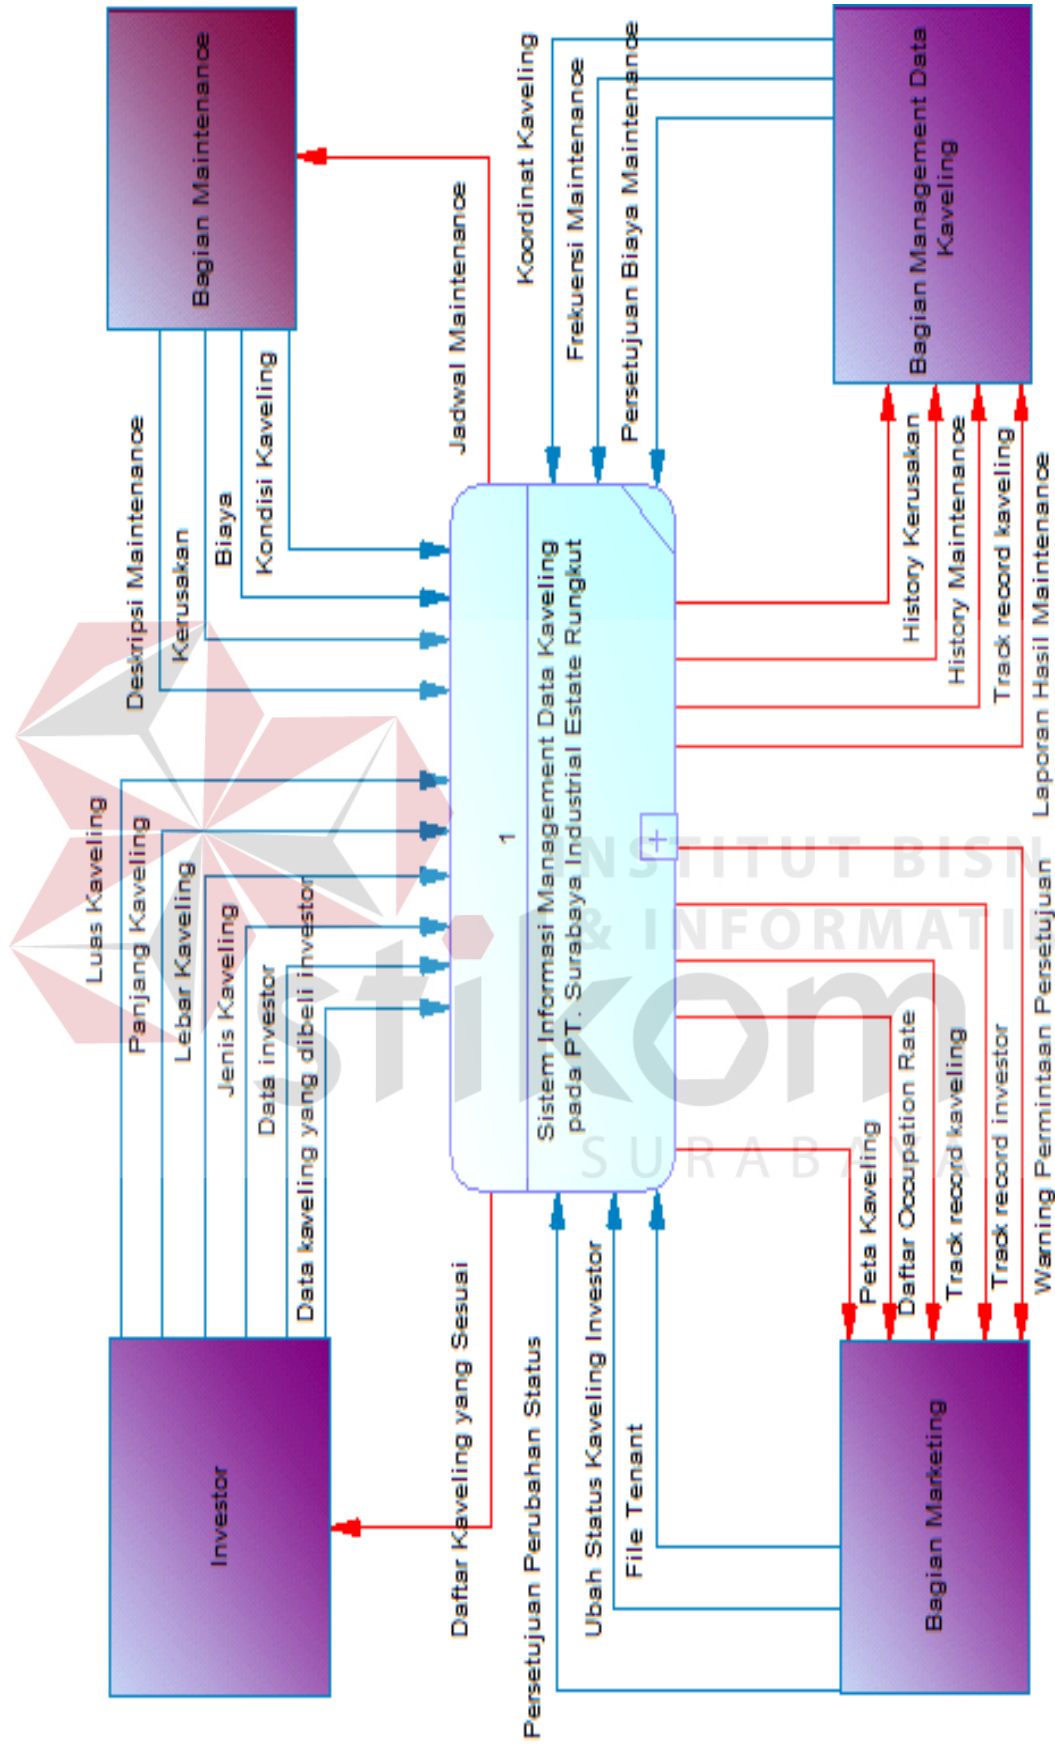 Investor
Luas Kaveling
Panjang Kaveling
Lebar Kaveling
Jenis Kaveling
Data investor
Data kaveling yang dibeli investor
Daftar Kaveling yang Sesuai
Bagian Maintenance
Deskripsi Maintenance
Kerusakan
Biaya
Kondisi Kaveling
Jadwal Maintenance
1
Sistem Informasi Management Data Kaveling
pada PT. Surabaya Industrial Estate Rungkut
Persetujuan Perubahan Status
Ubah Status Kaveling Investor
File Tenant
Bagian Marketing
Peta Kaveling
Daftar Occupation Rate
Track record kaveling
Track record investor
Warning Permintaan Persetujuan
Koordinat Kaveling
Frekuensi Maintenance
Persetujuan Biaya Maintenance
Bagian Management Data
Kaveling
History Kerusakan
History Maintenance
Track record kaveling
Laporan Hasil Maintenance
INSTITUT BISN
& INFORMATI
stikom
SURABAYA